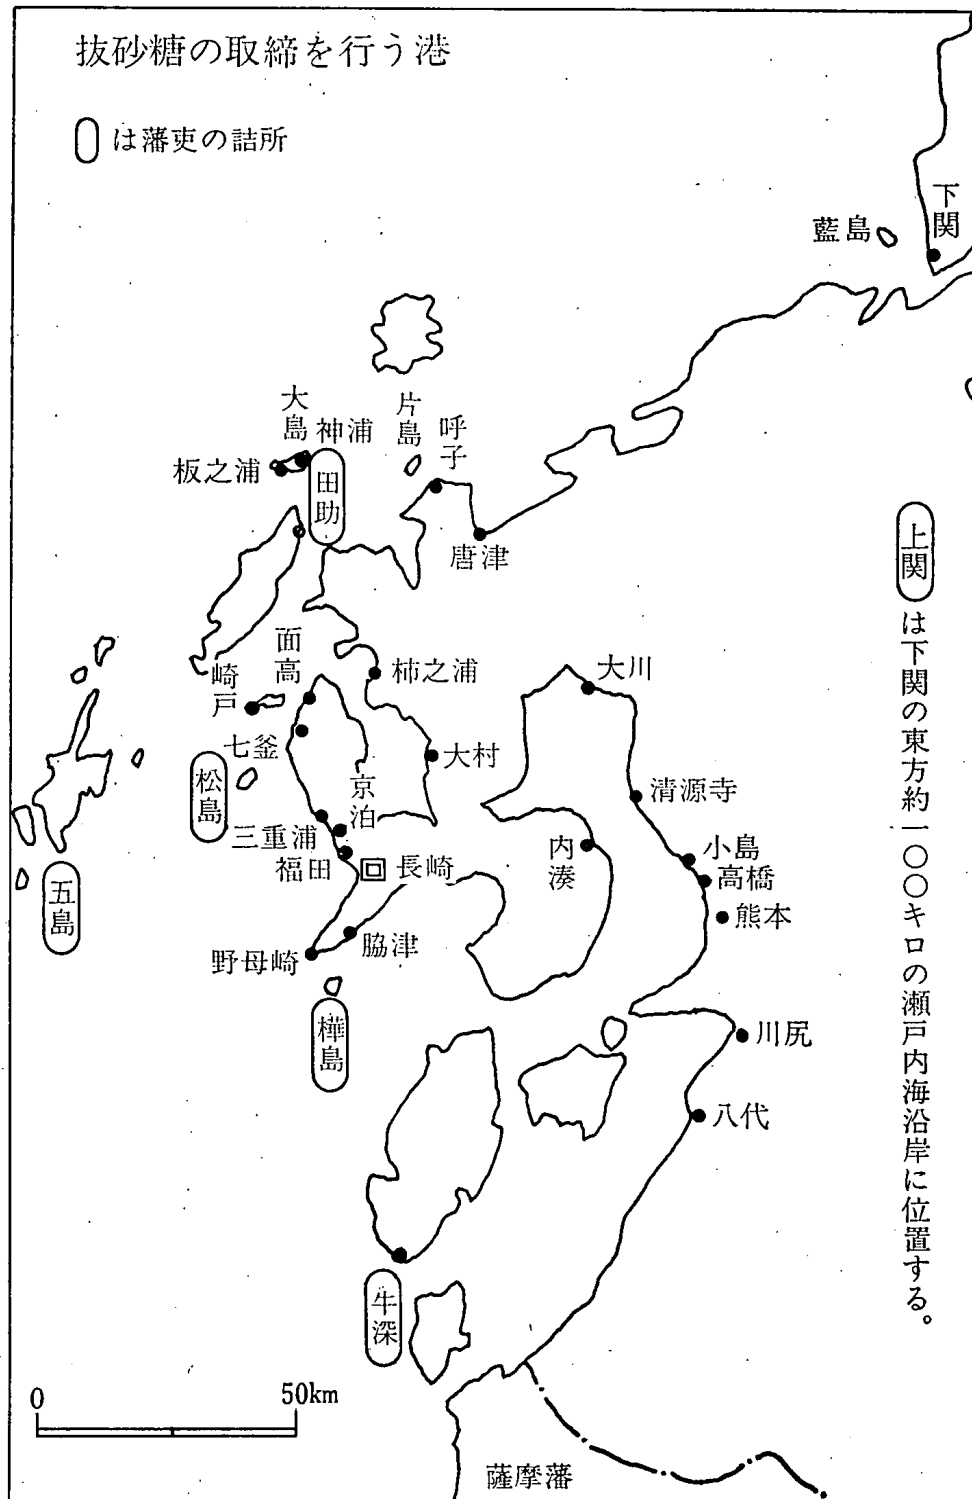 抜砂糖の取締を行う港
は藩吏の詰所
下関
藍島
大島
神浦
片島
呼子
板之浦
田助
唐津
上関は下関の東方約一〇〇キロの瀬戸内海沿岸に位置する。
面高
崎戸
柿之浦
大川
七釜
松島
京泊
大村
三重浦
清源寺
福田
長崎
内湊
小島
高橋
熊本
五島
脇津
野母崎
樺島
川尻
八代
牛深
0
50km
薩摩藩